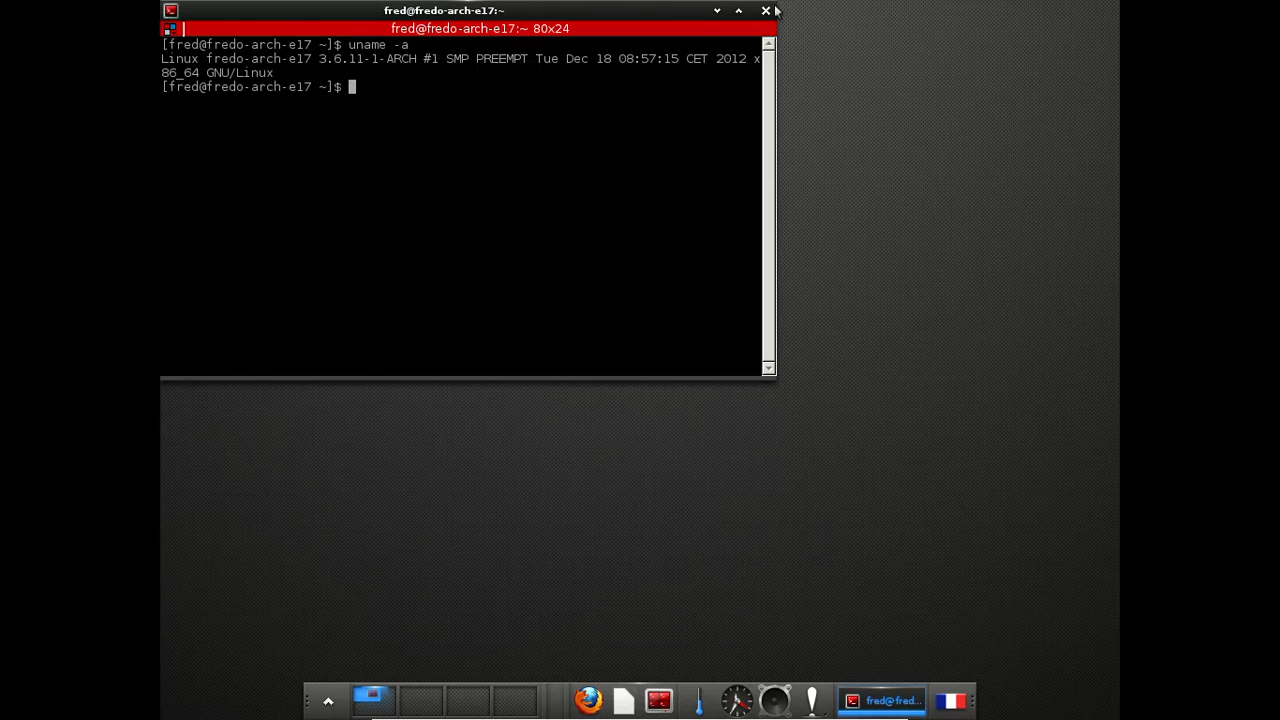 fred@fredo-arch-e17:~
fred@fredo-arch-e17:~ 80x24
[fred@fredo-arch-e17 ~]$ uname -a
Linux fredo-arch-e17 3.6.11-1-ARCH #1 SMP PREEMPT Tue Dec 18 08:57:15 CET 2012 x
86_64 GNU/Linux
[fred@fredo-arch-e17 ~]$
fred@fred...